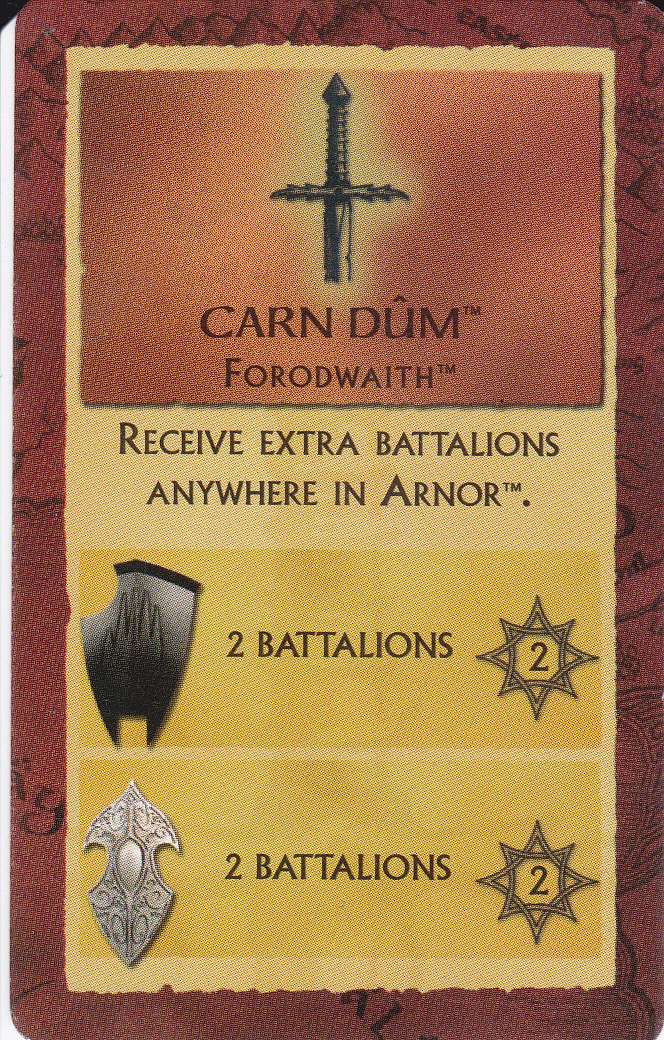 CARN DÛM™
FORODWAITH™
RECEIVE EXTRA BATTALIONS
ANYWHERE IN ARNOR™.
2 BATTALIONS 2
2 BATTALIONS 2